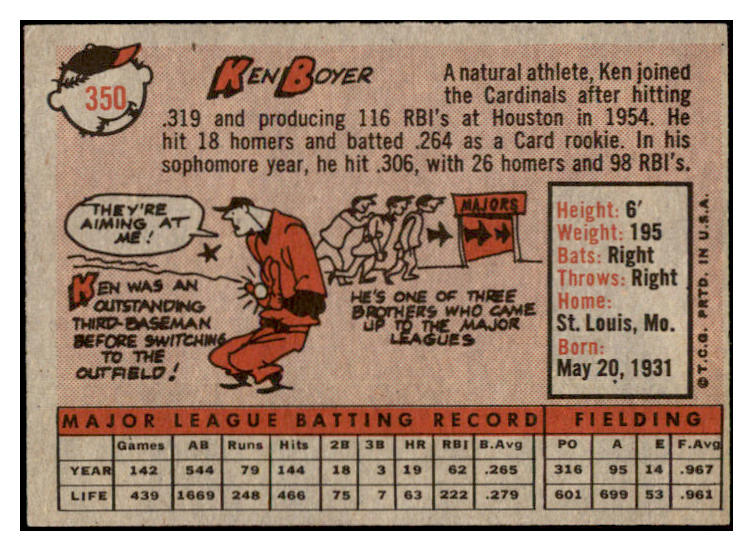 350
KEN BOYER
A natural athlete, Ken joined
the Cardinals after hitting
.319 and producing 116 RBI's at Houston in 1954. He
hit 18 homers and batted .264 as a Card rookie. In his
sophomore year, he hit .306, with 26 homers and 98 RBI's.
THEY'RE
AIMING AT
ME!
KEN WAS AN
OUTSTANDING
THIRD-BASEMAN
BEFORE SWITCHING
TO THE
OUTFIELD!
MAJORS
HE'S ONE OF THREE
BROTHERS WHO CAME
UP TO THE MAJOR
LEAGUES
Height: 6'
Weight: 195
Bats: Right
Throws: Right
Home:
St. Louis, Mo.
Born:
May 20, 1931
© T.C.G. PRTD. IN U.S.A.
MAJOR LEAGUE BATTING RECORD FIELDING
Games AB Runs Hits 2B 3B HR RBI B.Avg PO A E F.Avg
YEAR 142 544 79 144 18 3 19 62 .265 316 95 14 .967
LIFE 439 1669 248 466 75 7 63 222 .279 601 699 53 .961